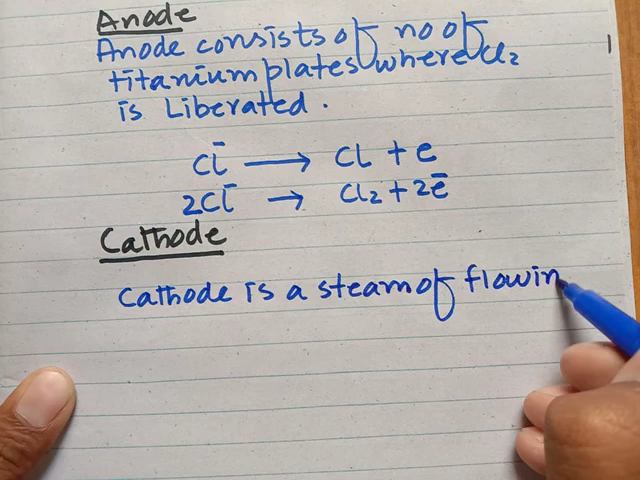 Anode
Anode consists of no of
titanium plates where Cl₂
is Liberated.
Cl⁻ → Cl + e
2Cl⁻ → Cl₂ + 2e⁻
Cathode
Cathode is a steam of flowin